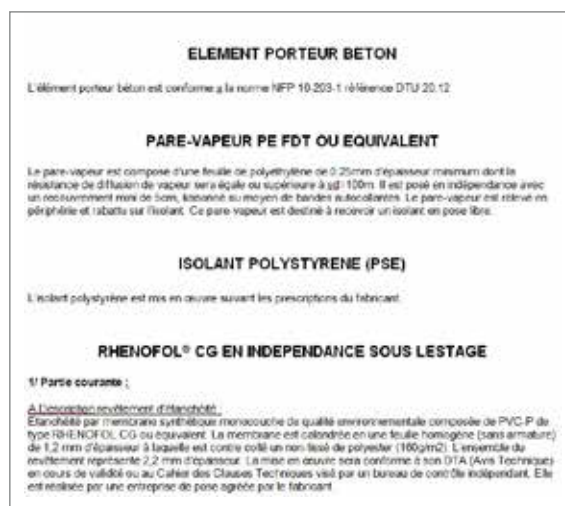 ELEMENT PORTEUR BETON
L'élément porteur béton est conforme a la norme NFP 10-203-1 référence DTU 20.12
PARE-VAPEUR PE FDT OU EQUIVALENT
Le pare-vapeur est composé d'une feuille de polyéthylène de 0.25mm d'épaisseur minimum dont la
résistance de diffusion de vapeur sera égale ou supérieure à sd=100m. Il est posé en indépendance avec
un recouvrement mini de 5cm, au moyen de bandes autocollantes. Le pare-vapeur est relevé en
périphérie et rabattu sur l'isolant. Ce pare vapeur est destiné à recevoir un isolant en pose libre.
ISOLANT POLYSTYRENE (PSE)
L'isolant polystyrène est mis en œuvre suivant les prescriptions du fabricant.
RHENOFOL® CG EN INDEPENDANCE SOUS LESTAGE
1/ Partie courante :
A.Description revêtement d'étanchéité :
Etanchéité par membrane synthétique monocouche de qualité environnementale composée de PVC-P de
type RHENOFOL CG ou équivalent. La membrane est calandrée en une feuille homogène (sans armature)
de 1,2 mm d'épaisseur à laquelle est contre collé un non tissé de polyester (180g/m2). L'ensemble du
revêtement représente 2,2 mm d'épaisseur. La mise en œuvre sera conforme à son DTA (Avis Technique)
en cours de validité ou au Cahier des Clauses Techniques visé par un bureau de contrôle indépendant. Elle
est réalisée par une entreprise de pose agréée par le fabricant.